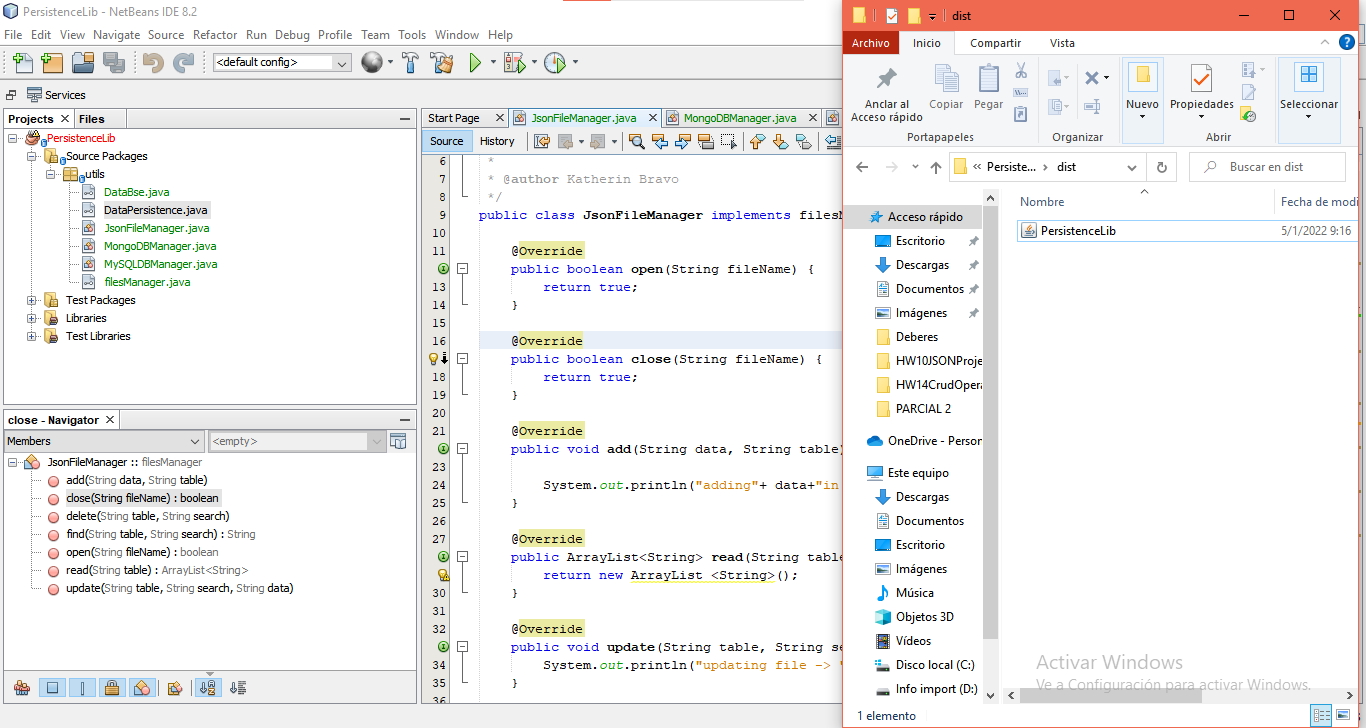 PersistenceLib - NetBeans IDE 8.2
File Edit View Navigate Source Refactor Run Debug Profile Team Tools Window Help
<default config>
Services
Projects
Files
PersistenceLib
Source Packages
utils
DataBse.java
DataPersistence.java
JsonFileManager.java
MongoDBManager.java
MySQLDBManager.java
filesManager.java
Test Packages
Libraries
Test Libraries
close - Navigator
Members
<empty>
JsonFileManager :: filesManager
add(String data, String table)
close(String fileName) : boolean
delete(String table, String search)
find(String table, String search) : String
open(String fileName) : boolean
read(String table) : ArrayList<String>
update(String table, String search, String data)
Start Page
JsonFileManager.java
MongoDBManager.java
Source
History
6 *
7 * @author Katherin Bravo
8 */
9 public class JsonFileManager implements filesM
10
11 @Override
public boolean open(String fileName) {
13 return true;
14 }
15
16 @Override
public boolean close(String fileName) {
18 return true;
19 }
20
21 @Override
public void add(String data, String table)
23
24 System.out.println("adding"+ data+"in
25 }
26
27 @Override
public ArrayList<String> read(String table
return new ArrayList <String>();
30 }
31
32 @Override
public void update(String table, String se
34 System.out.println("updating file -> "
35 }
36
dist
Archivo
Inicio
Compartir
Vista
Anclar al
Acceso rápido
Copiar
Pegar
Portapapeles
Organizar
Nuevo
Propiedades
Abrir
Seleccionar
« Persiste... › dist
Buscar en dist
Acceso rápido
Escritorio
Descargas
Documentos
Imágenes
Deberes
HW10JSONProje
HW14CrudOpera
PARCIAL 2
OneDrive - Person
Este equipo
Descargas
Documentos
Escritorio
Imágenes
Música
Objetos 3D
Vídeos
Disco local (C:)
Info import (D:)
Nombre
Fecha de modi
PersistenceLib
5/1/2022 9:16
Activar Windows
Ve a Configuración para activar Windows.
1 elemento